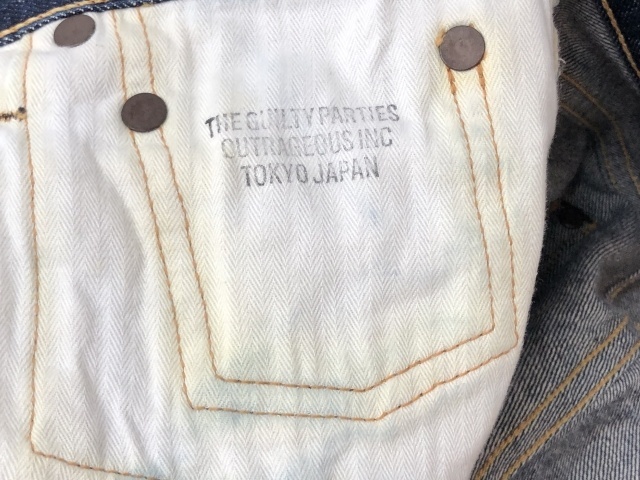 THE GUILTY PARTIES
OUTRAGEOUS INC
TOKYO JAPAN